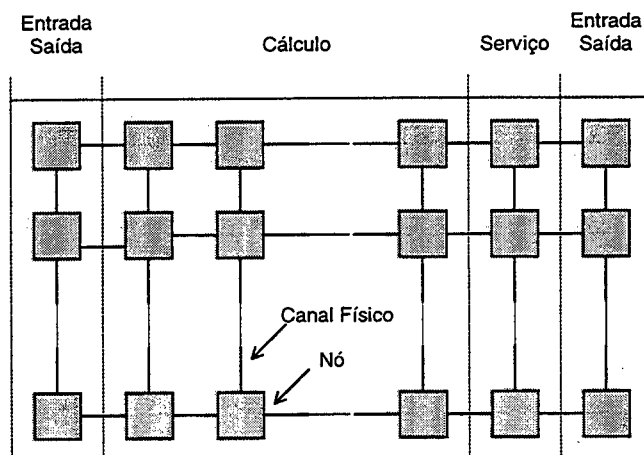 Entrada
Saída
Cálculo
Serviço
Entrada
Saída
Canal Físico
Nó